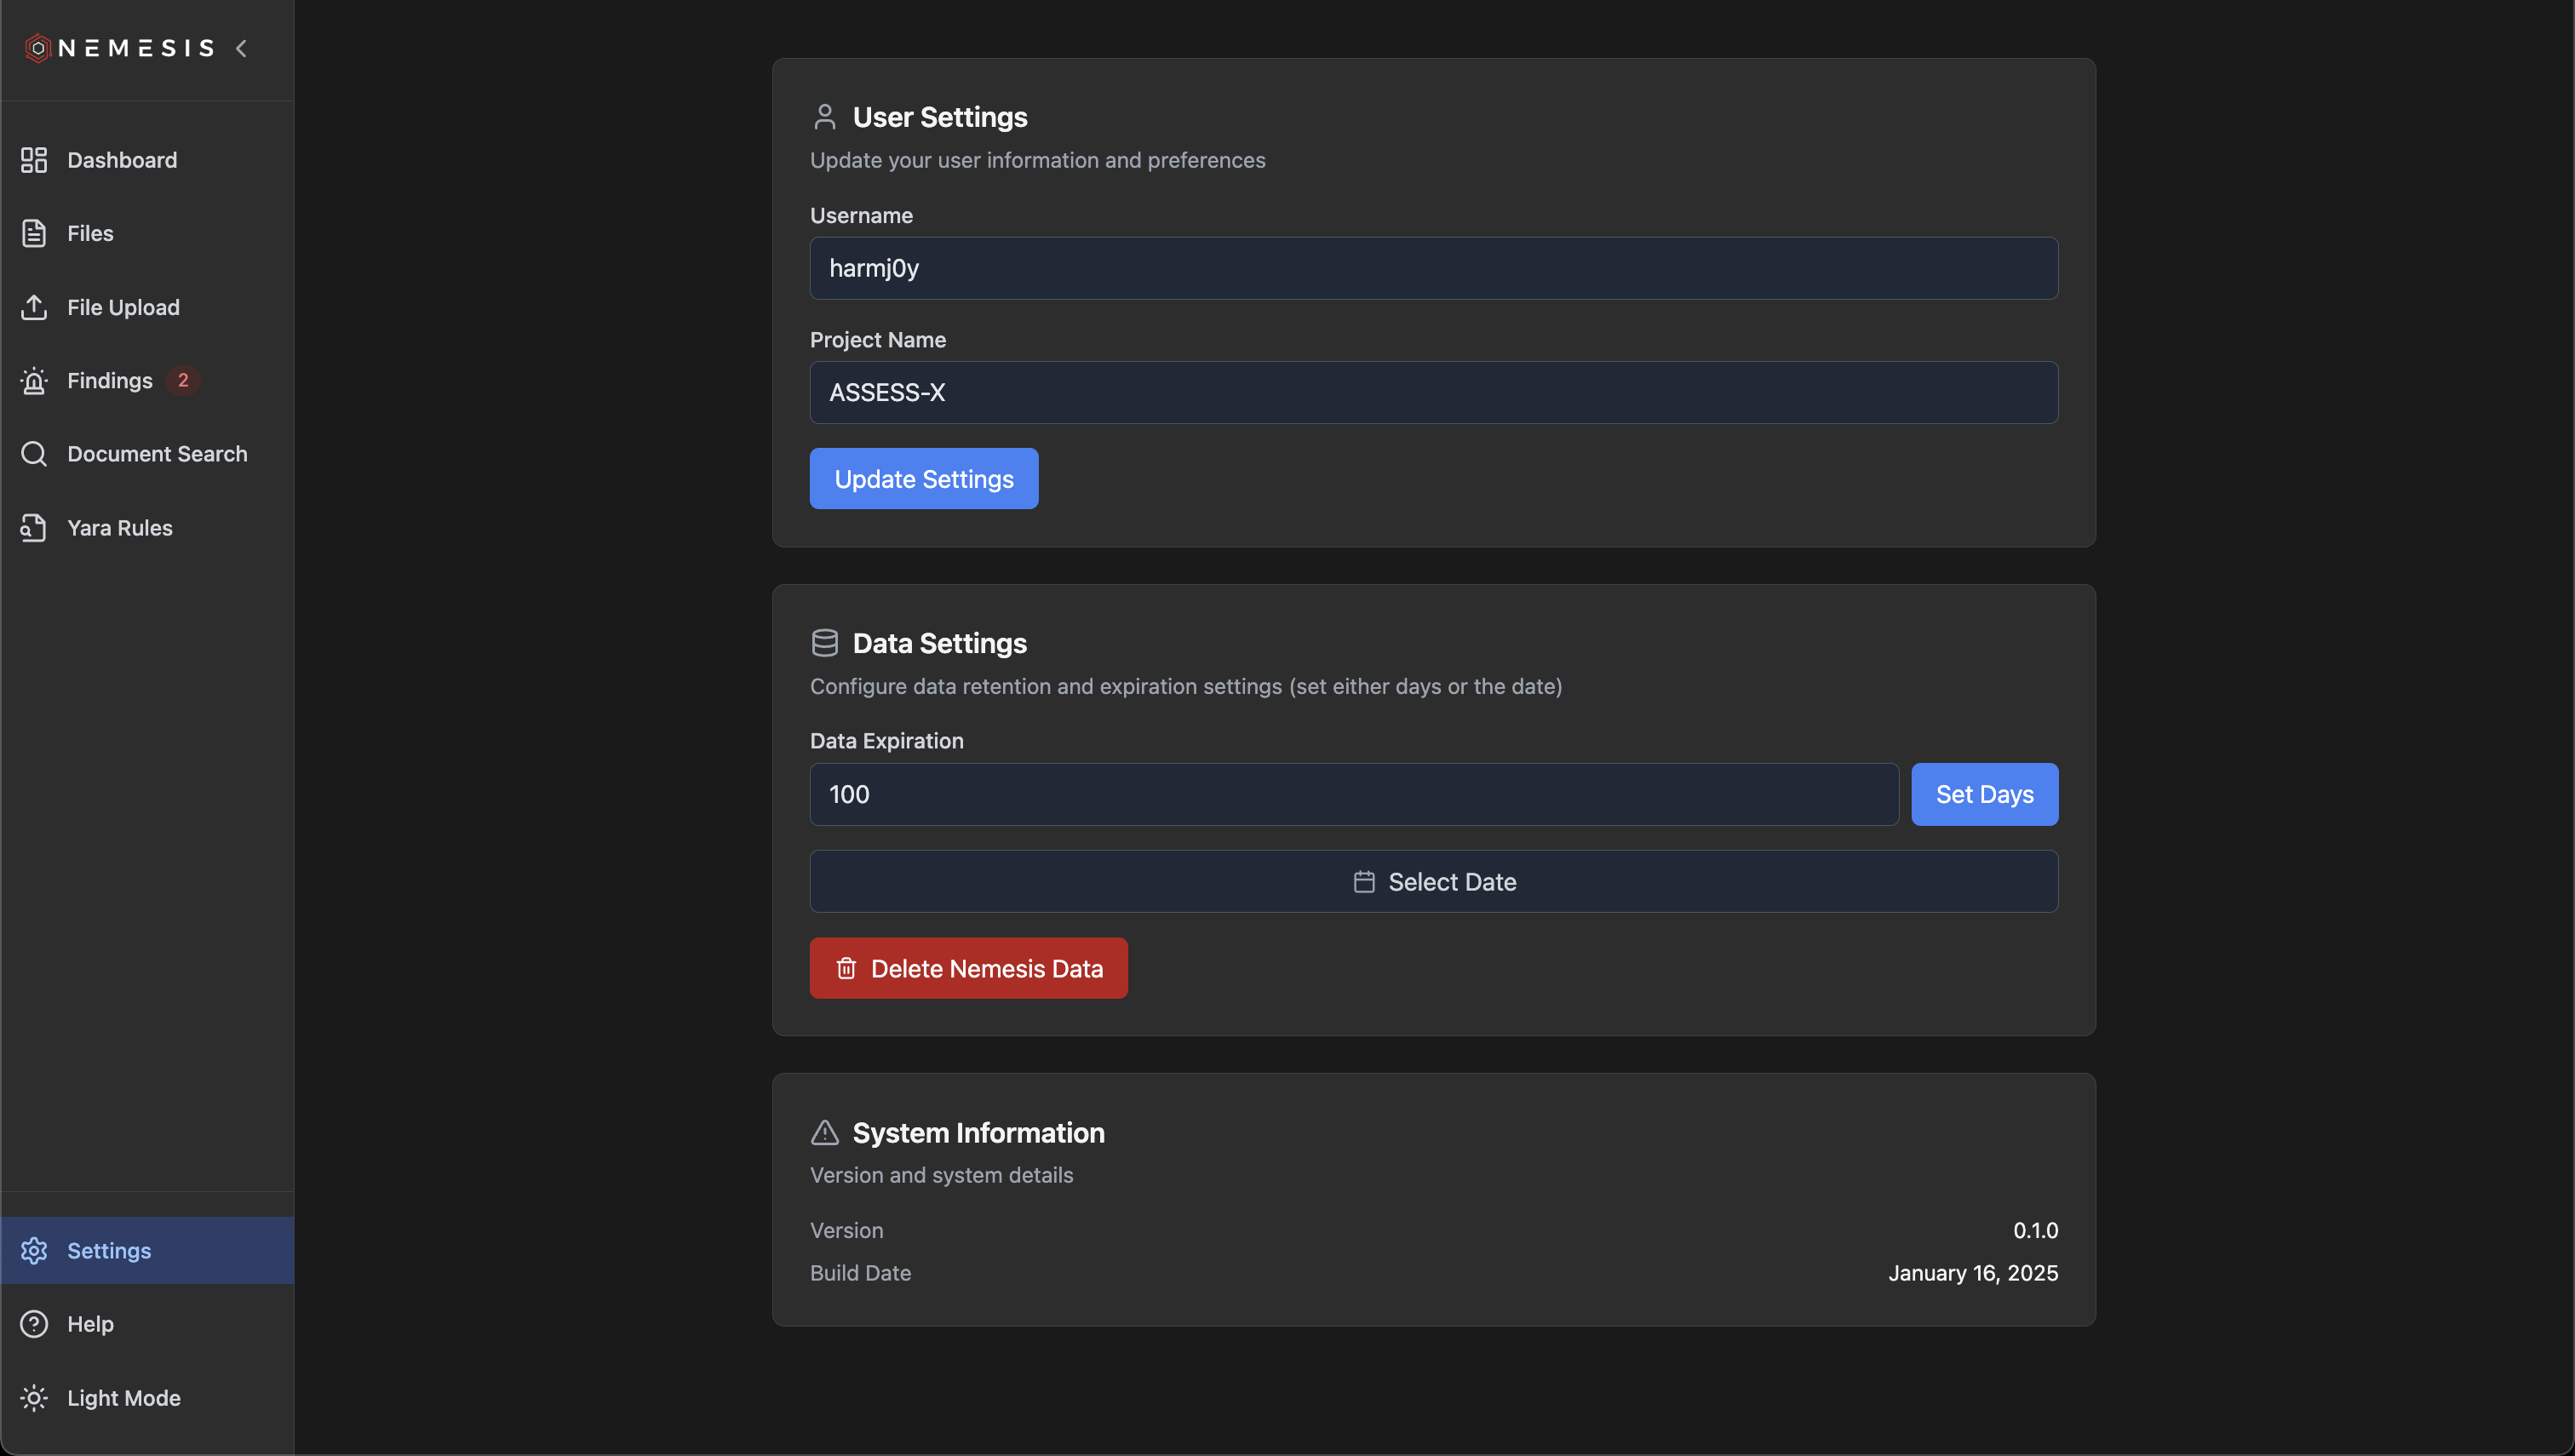 NEMESIS
Dashboard
Files
File Upload
Findings 2
Document Search
Yara Rules
Settings
Help
Light Mode
User Settings
Update your user information and preferences
Username
harmj0y
Project Name
ASSESS-X
Update Settings
Data Settings
Configure data retention and expiration settings (set either days or the date)
Data Expiration
100 Set Days
Select Date
Delete Nemesis Data
System Information
Version and system details
Version 0.1.0
Build Date January 16, 2025